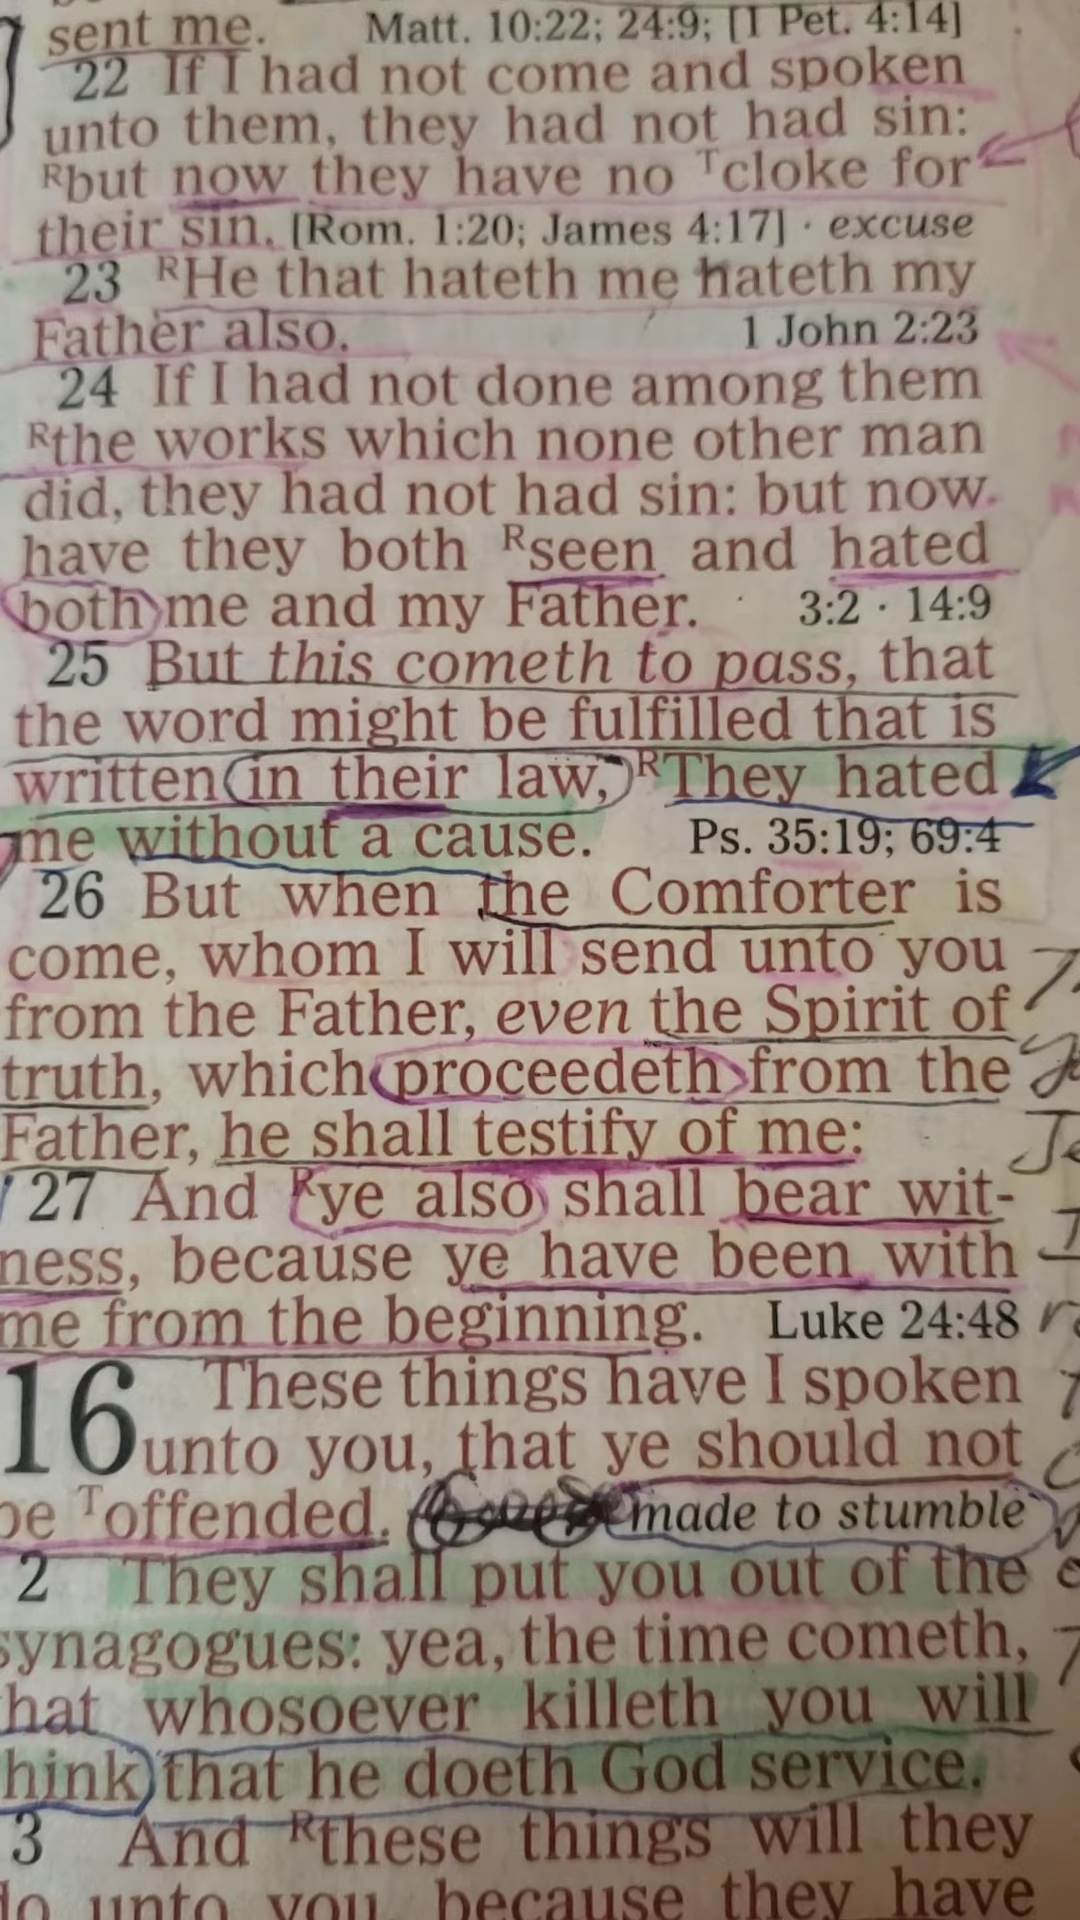 sent me. Matt. 10:22; 24:9; [1 Pet. 4:14]
22 If I had not come and spoken
unto them, they had not had sin:
Rbut now they have no Tcloke for
their sin. [Rom. 1:20; James 4:17] · excuse
23 RHe that hateth me hateth my
Father also. 1 John 2:23
24 If I had not done among them
Rthe works which none other man
did, they had not had sin: but now
have they both Rseen and hated
both me and my Father. 3:2 · 14:9
25 But this cometh to pass, that
the word might be fulfilled that is
written in their law, RThey hated
me without a cause. Ps. 35:19; 69:4
26 But when the Comforter is
come, whom I will send unto you
from the Father, even the Spirit of
truth, which proceedeth from the
Father, he shall testify of me:
27 And Rye also shall bear wit-
ness, because ye have been with
me from the beginning. Luke 24:48
16 These things have I spoken
unto you, that ye should not
be Toffended. made to stumble
2 They shall put you out of the
synagogues: yea, the time cometh,
hat whosoever killeth you will
hink that he doeth God service.
3 And Rthese things will they
do unto you, because they have